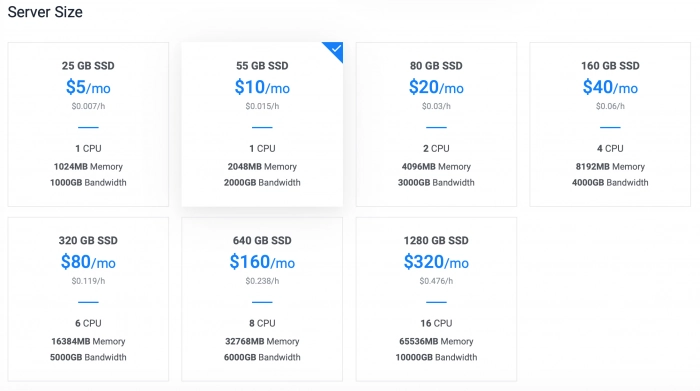 Server Size
25 GB SSD
$5/mo
$0.007/h
1 CPU
1024MB Memory
1000GB Bandwidth
55 GB SSD
$10/mo
$0.015/h
1 CPU
2048MB Memory
2000GB Bandwidth
80 GB SSD
$20/mo
$0.03/h
2 CPU
4096MB Memory
3000GB Bandwidth
160 GB SSD
$40/mo
$0.06/h
4 CPU
8192MB Memory
4000GB Bandwidth
320 GB SSD
$80/mo
$0.119/h
6 CPU
16384MB Memory
5000GB Bandwidth
640 GB SSD
$160/mo
$0.238/h
8 CPU
32768MB Memory
6000GB Bandwidth
1280 GB SSD
$320/mo
$0.476/h
16 CPU
65536MB Memory
10000GB Bandwidth